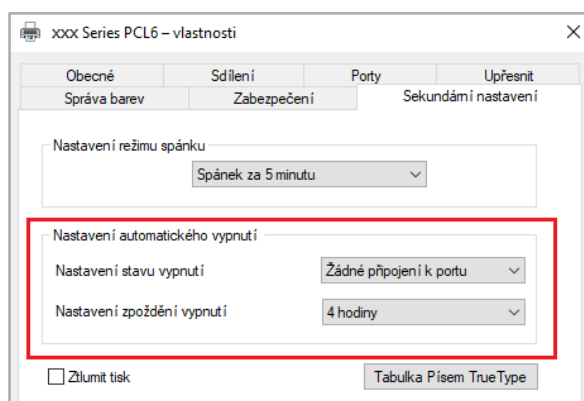 xxx Series PCL6 – vlastnosti
Obecné Sdílení Porty Upřesnit
Správa barev Zabezpečení Sekundární nastavení
Nastavení režimu spánku
Spánek za 5 minutu
Nastavení automatického vypnutí
Nastavení stavu vypnutí Žádné připojení k portu
Nastavení zpoždění vypnutí 4 hodiny
Ztlumit tisk Tabulka Písem TrueType